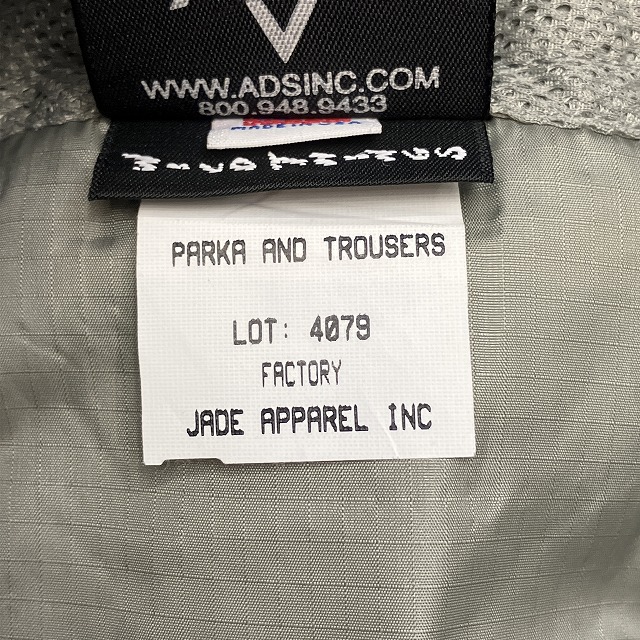 WWW.ADSINC.COM
800.948.9433
MADE IN USA
PARKA AND TROUSERS
LOT: 4079
FACTORY
JADE APPAREL INC